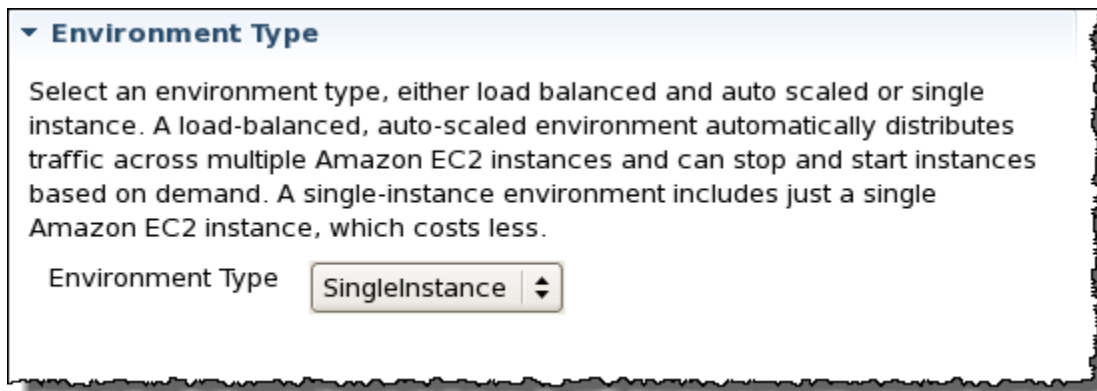 Environment Type
Select an environment type, either load balanced and auto scaled or single
instance. A load-balanced, auto-scaled environment automatically distributes
traffic across multiple Amazon EC2 instances and can stop and start instances
based on demand. A single-instance environment includes just a single
Amazon EC2 instance, which costs less.
Environment Type SingleInstance